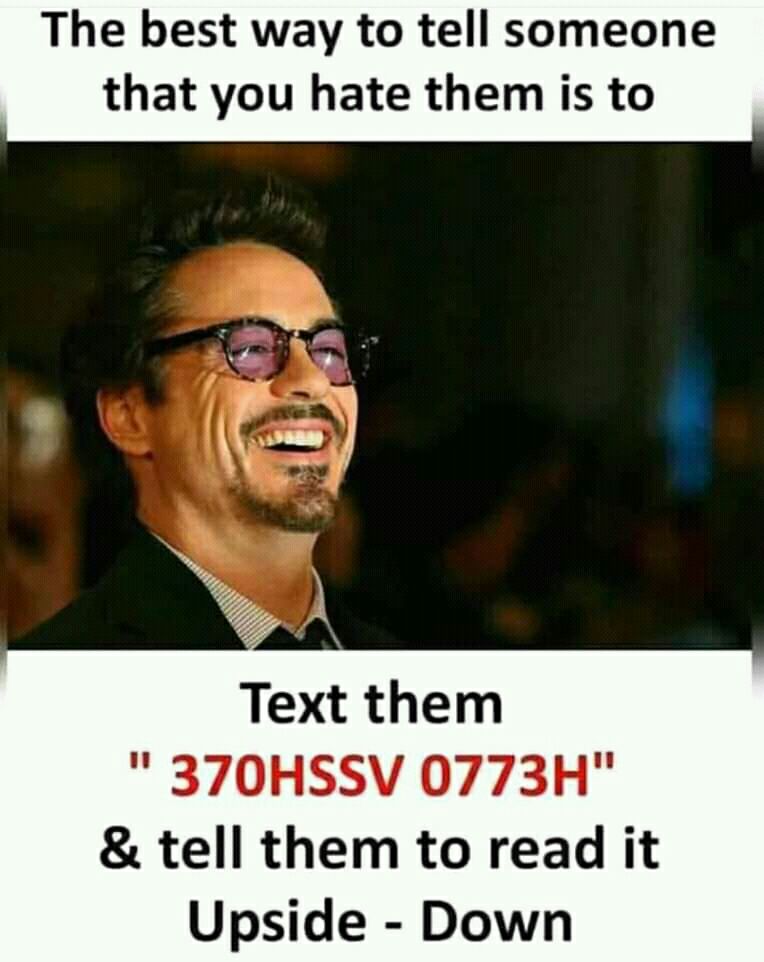 The best way to tell someone
that you hate them is to
Text them
" 370HSSV 0773H"
& tell them to read it
Upside - Down